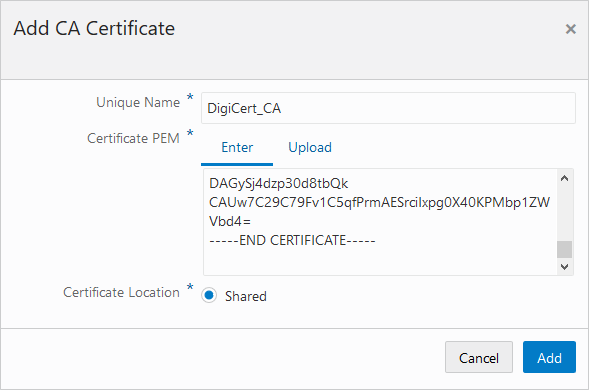 Add CA Certificate
×
Unique Name *
DigiCert_CA
Certificate PEM *
Enter Upload
DAGySj4dzp30d8tbQk
CAUw7C29C79Fv1C5qfPrmAESrciIxpg0X40KPMbp1ZW
Vbd4=
-----END CERTIFICATE-----
Certificate Location *
Shared
Cancel Add